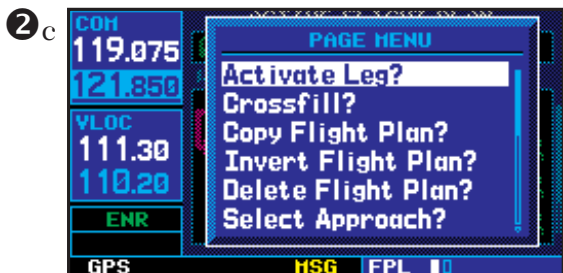 ❷c
COM
119.075
121.850
VLOC
111.30
110.20
ENR
GPS
PAGE MENU
Activate Leg?
Crossfill?
Copy Flight Plan?
Invert Flight Plan?
Delete Flight Plan?
Select Approach?
MSG
FPL